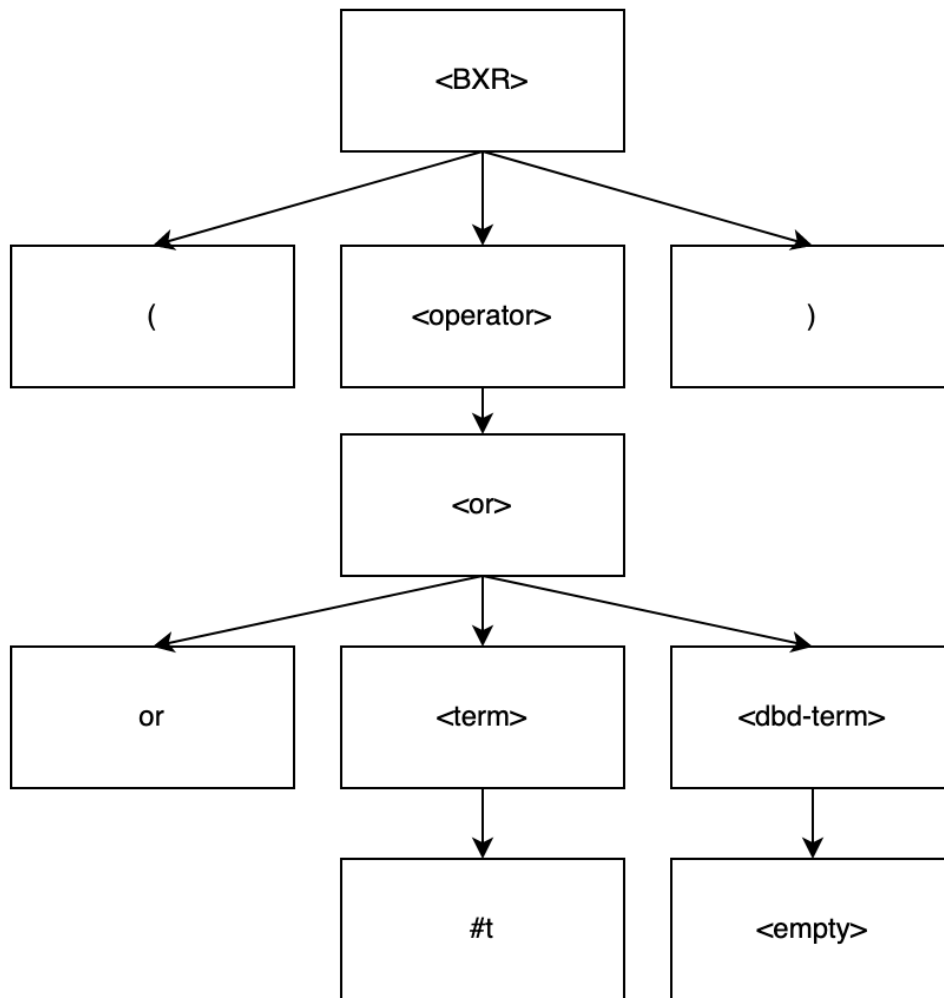 <BXR>
(
<operator>
)
<or>
or
<term>
<dbd-term>
#t
<empty>